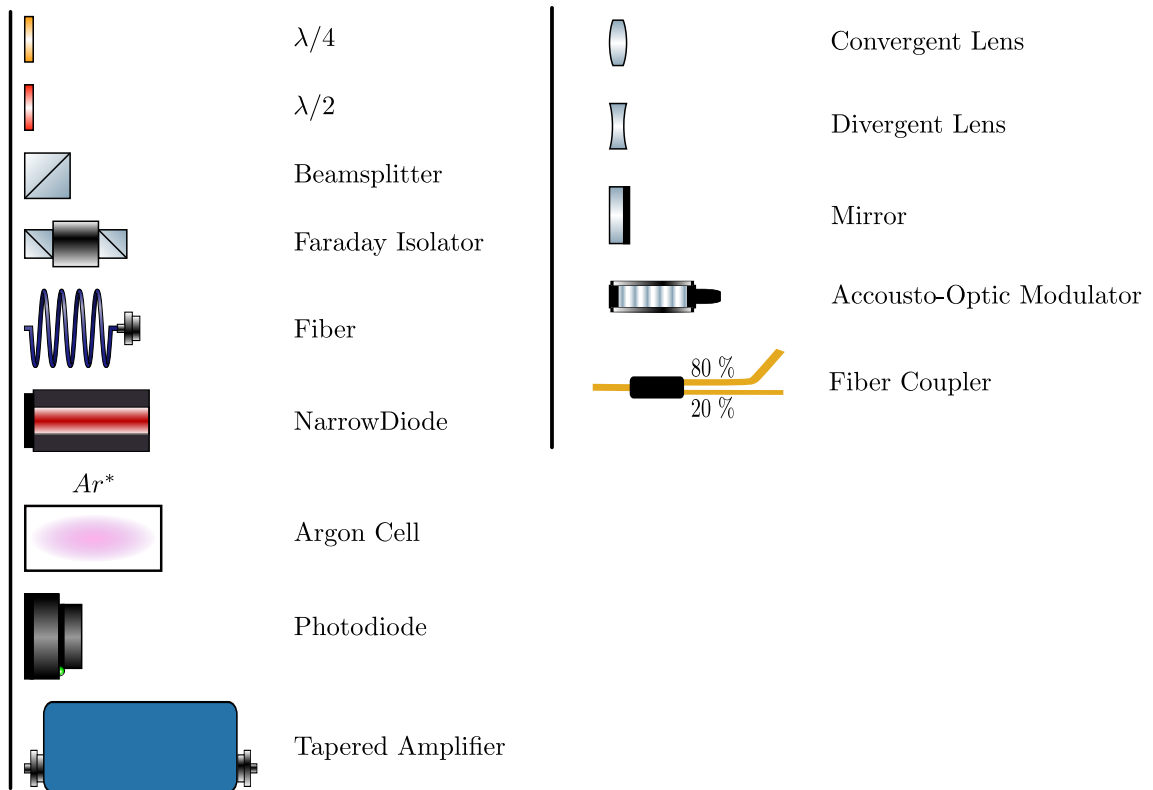 λ/4
λ/2
Beamsplitter
Faraday Isolator
Fiber
NarrowDiode
Ar*
Argon Cell
Photodiode
Tapered Amplifier
Convergent Lens
Divergent Lens
Mirror
Accousto-Optic Modulator
80 %
20 %
Fiber Coupler